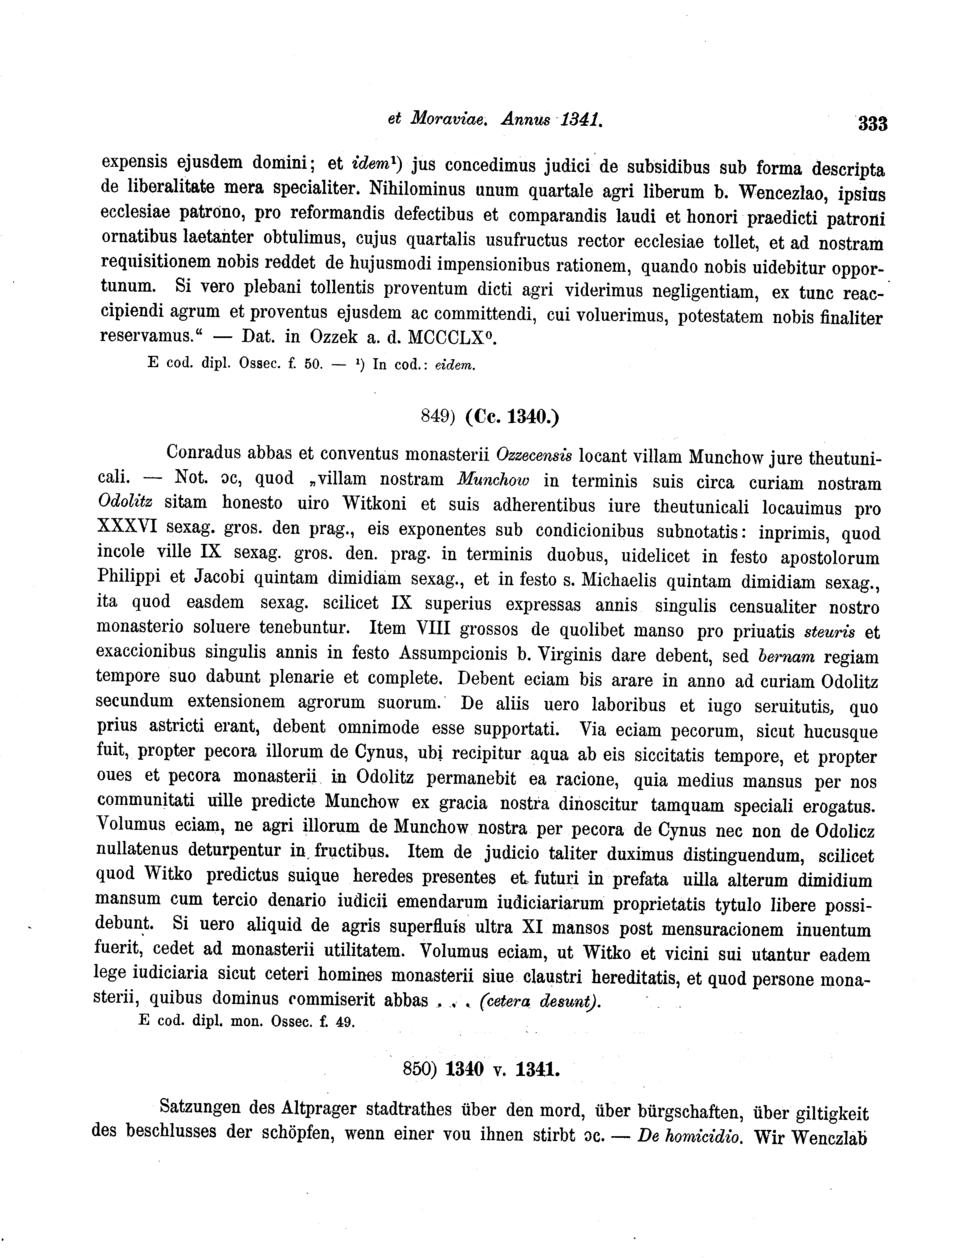 et Moraviae. Annus 1341. 333
expensis ejusdem domini; et idem¹) jus concedimus judici de subsidibus sub forma descripta
de liberalitate mera specialiter. Nihilominus unum quartale agri liberum b. Wencezlao, ipsius
ecclesiae patrono, pro reformandis defectibus et comparandis laudi et honori praedicti patroni
ornatibus laetanter obtulimus, cujus quartalis usufructus rector ecclesiae tollet, et ad nostram
requisitionem nobis reddet de hujusmodi impensionibus rationem, quando nobis uidebitur oppor-
tunum. Si vero plebani tollentis proventum dicti agri viderimus negligentiam, ex tunc reac-
cipiendi agrum et proventus ejusdem ac committendi, cui voluerimus, potestatem nobis finaliter
reservamus.“ — Dat. in Ozzek a. d. MCCCLX⁰.
E cod. dipl. Ossec. f. 50. — ¹) In cod.: eidem.
849) (Cc. 1340.)
Conradus abbas et conventus monasterii Ozzecensis locant villam Munchow jure theutuni-
cali. — Not. ɔc, quod „villam nostram Munchow in terminis suis circa curiam nostram
Odolitz sitam honesto uiro Witkoni et suis adherentibus iure theutunicali locauimus pro
XXXVI sexag. gros. den prag., eis exponentes sub condicionibus subnotatis: inprimis, quod
incole ville IX sexag. gros. den. prag. in terminis duobus, uidelicet in festo apostolorum
Philippi et Jacobi quintam dimidiam sexag., et in festo s. Michaelis quintam dimidiam sexag.,
ita quod easdem sexag. scilicet IX superius expressas annis singulis censualiter nostro
monasterio soluere tenebuntur. Item VIII grossos de quolibet manso pro priuatis steuris et
exaccionibus singulis annis in festo Assumpcionis b. Virginis dare debent, sed bernam regiam
tempore suo dabunt plenarie et complete. Debent eciam bis arare in anno ad curiam Odolitz
secundum extensionem agrorum suorum. De aliis uero laboribus et iugo seruitutis, quo
prius astricti erant, debent omnimode esse supportati. Via eciam pecorum, sicut hucusque
fuit, propter pecora illorum de Cynus, ubi recipitur aqua ab eis siccitatis tempore, et propter
oues et pecora monasterii in Odolitz permanebit ea racione, quia medius mansus per nos
communitati uille predicte Munchow ex gracia nostra dinoscitur tamquam speciali erogatus.
Volumus eciam, ne agri illorum de Munchow nostra per pecora de Cynus nec non de Odolicz
nullatenus deturpentur in fructibus. Item de judicio taliter duximus distinguendum, scilicet
quod Witko predictus suique heredes presentes et futuri in prefata uilla alterum dimidium
mansum cum tercio denario iudicii emendarum iudiciariarum proprietatis tytulo libere possi-
debunt. Si uero aliquid de agris superfluis ultra XI mansos post mensuracionem inuentum
fuerit, cedet ad monasterii utilitatem. Volumus eciam, ut Witko et vicini sui utantur eadem
lege iudiciaria sicut ceteri homines monasterii siue claustri hereditatis, et quod persone mona-
sterii, quibus dominus commiserit abbas . . . (cetera desunt).
E cod. dipl. mon. Ossec. f. 49.
850) 1340 v. 1341.
Satzungen des Altprager stadtrathes über den mord, über bürgschaften, über giltigkeit
des beschlusses der schöpfen, wenn einer vou ihnen stirbt ɔc. — De homicidio. Wir Wenczlab